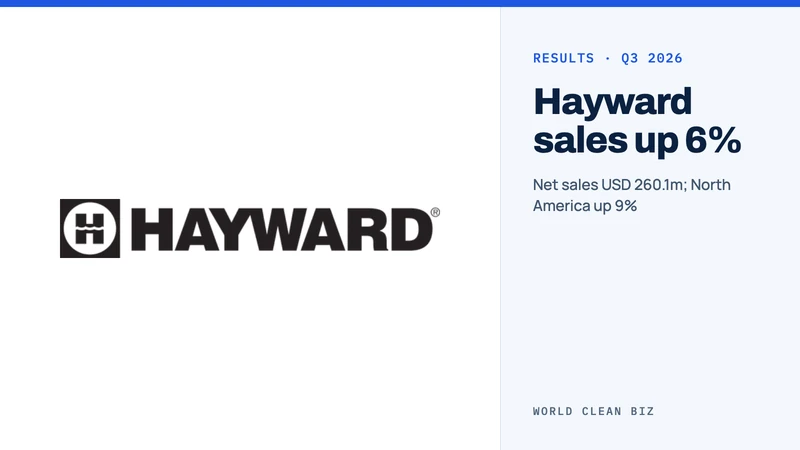 HAYWARD®
RESULTS · Q3 2026
Hayward
sales up 6%
Net sales USD 260.1m; North
America up 9%
WORLD CLEAN BIZ